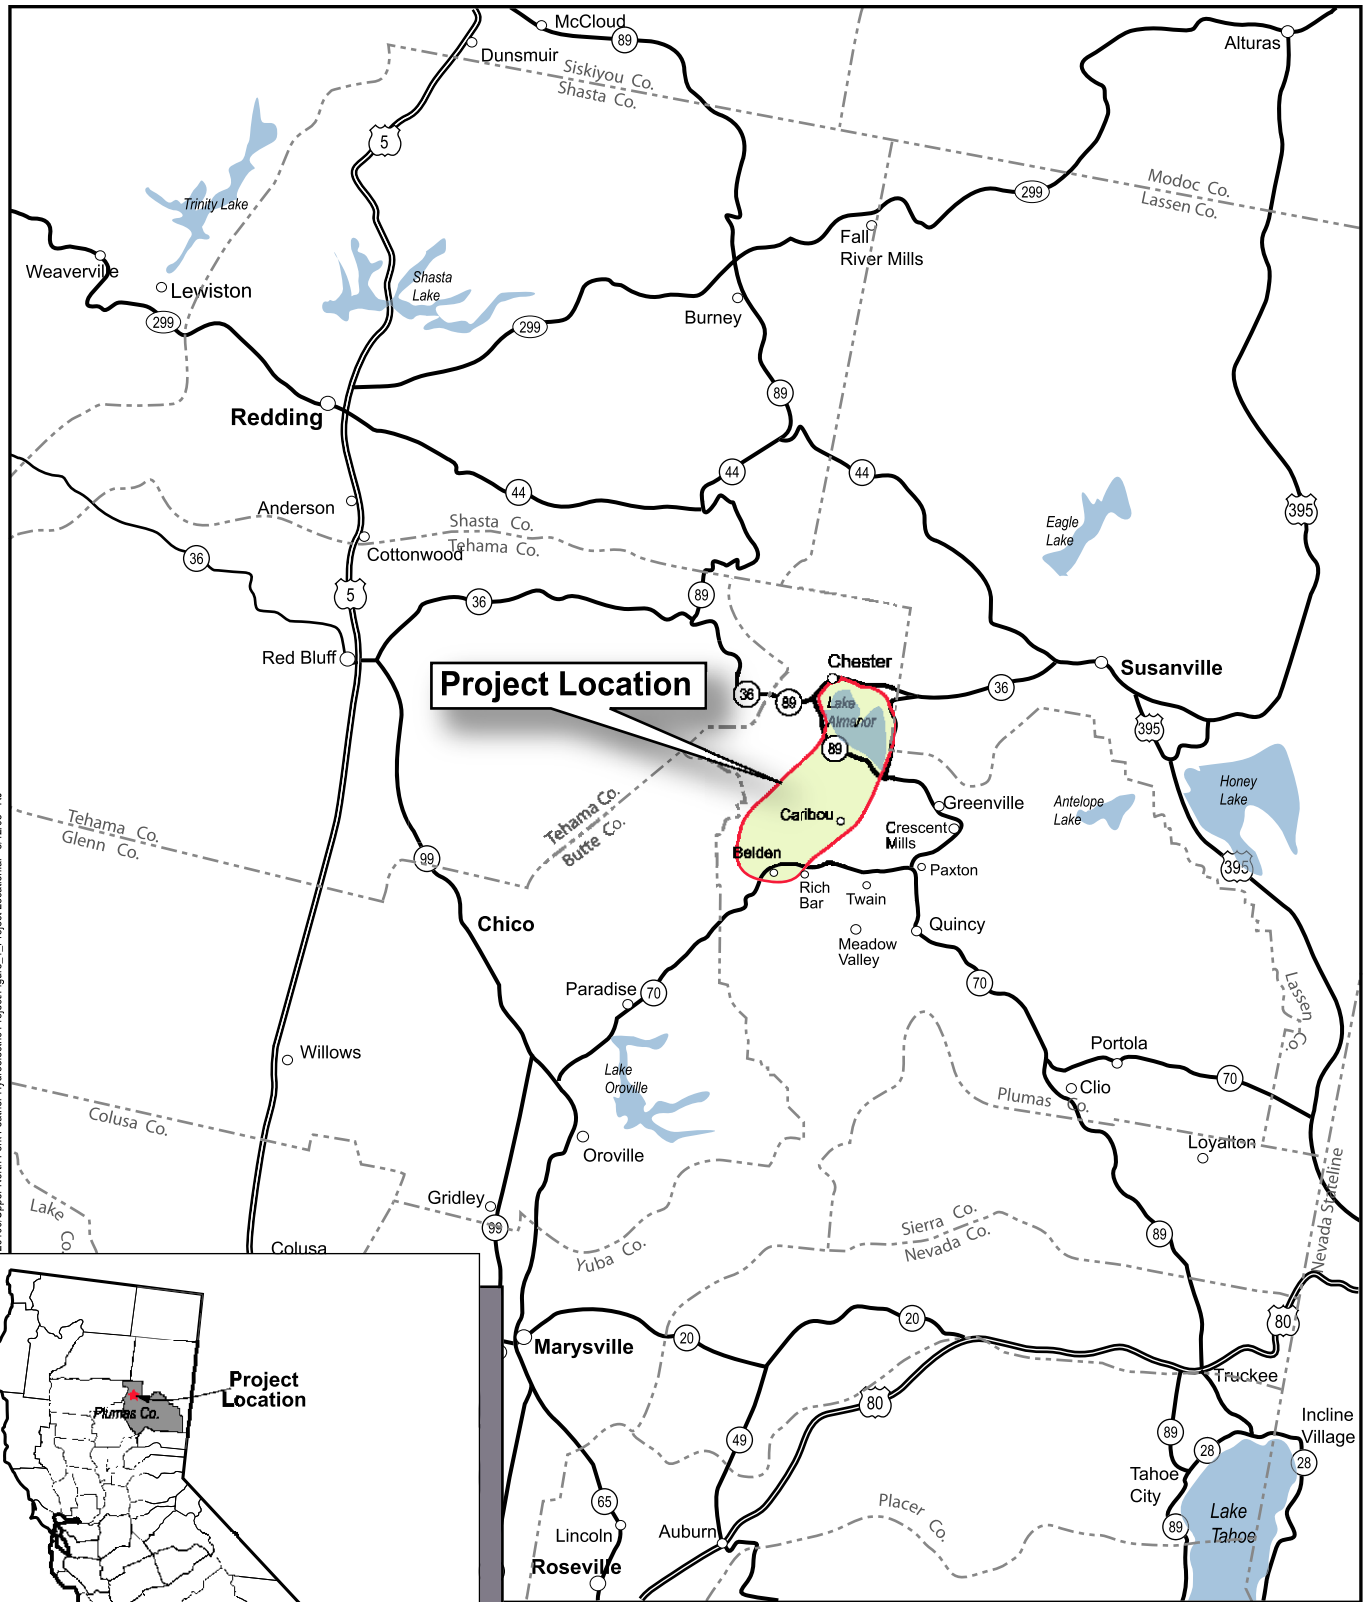 McCloud
89
Dunsmuir
Alturas
Siskiyou Co.
Shasta Co.
5
Modoc Co.
Lassen Co.
299
Trinity Lake
Fall
River Mills
Weaverville
Lewiston
Shasta
Lake
299
299
Burney
89
Redding
44
44
44
Anderson
Shasta Co.
Tehama Co.
Cottonwood
Eagle
Lake
395
36
5
36
89
Red Bluff
Chester
Susanville
Project Location
36
89
36
Lake
Almanor
89
395
Honey
Lake
Antelope
Lake
Greenville
Caribou
Crescent
Mills
Tehama Co.
Butte Co.
Tehama Co.
Glenn Co.
Belden
99
395
Paxton
Rich
Bar
Twain
Chico
Quincy
Meadow
Valley
70
Paradise
70
Lassen
Co.
Willows
Portola
Lake
Oroville
70
Clio
Plumas Co.
Colusa Co.
Loyalton
Oroville
Nevada Stateline
Gridley
Lake
Co.
99
Sierra Co.
Nevada Co.
89
Yuba Co.
Colusa
80
20
20
Marysville
Truckee
Project
Location
Plumas Co.
80
Incline
Village
89
28
28
49
Tahoe
City
65
Placer Co.
Lake
Tahoe
89
Lincoln
Auburn
Roseville